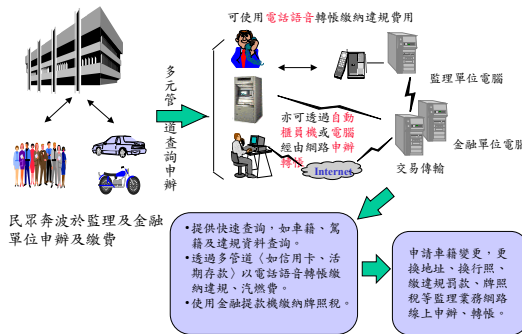 可使用電話語音轉帳繳納違規費用
多元管
道查詢申辦
監理單位電腦
亦可透過自動
櫃員機或電腦
經由網路申辦
轉帳
Internet
金融單位電腦
交易傳輸
民眾奔波於監理及金融
單位申辦及繳費
•提供快速查詢，如車籍、駕
籍及違規資料查詢。
•透過多管道〈如信用卡、活
期存款〉以電話語音轉帳繳
納違規、汽燃費。
•使用金融提款機繳納牌照稅。
申請車籍變更，更
換地址、換行照、
繳違規罰款、牌照
稅等監理業務網路
線上申辦、轉帳。